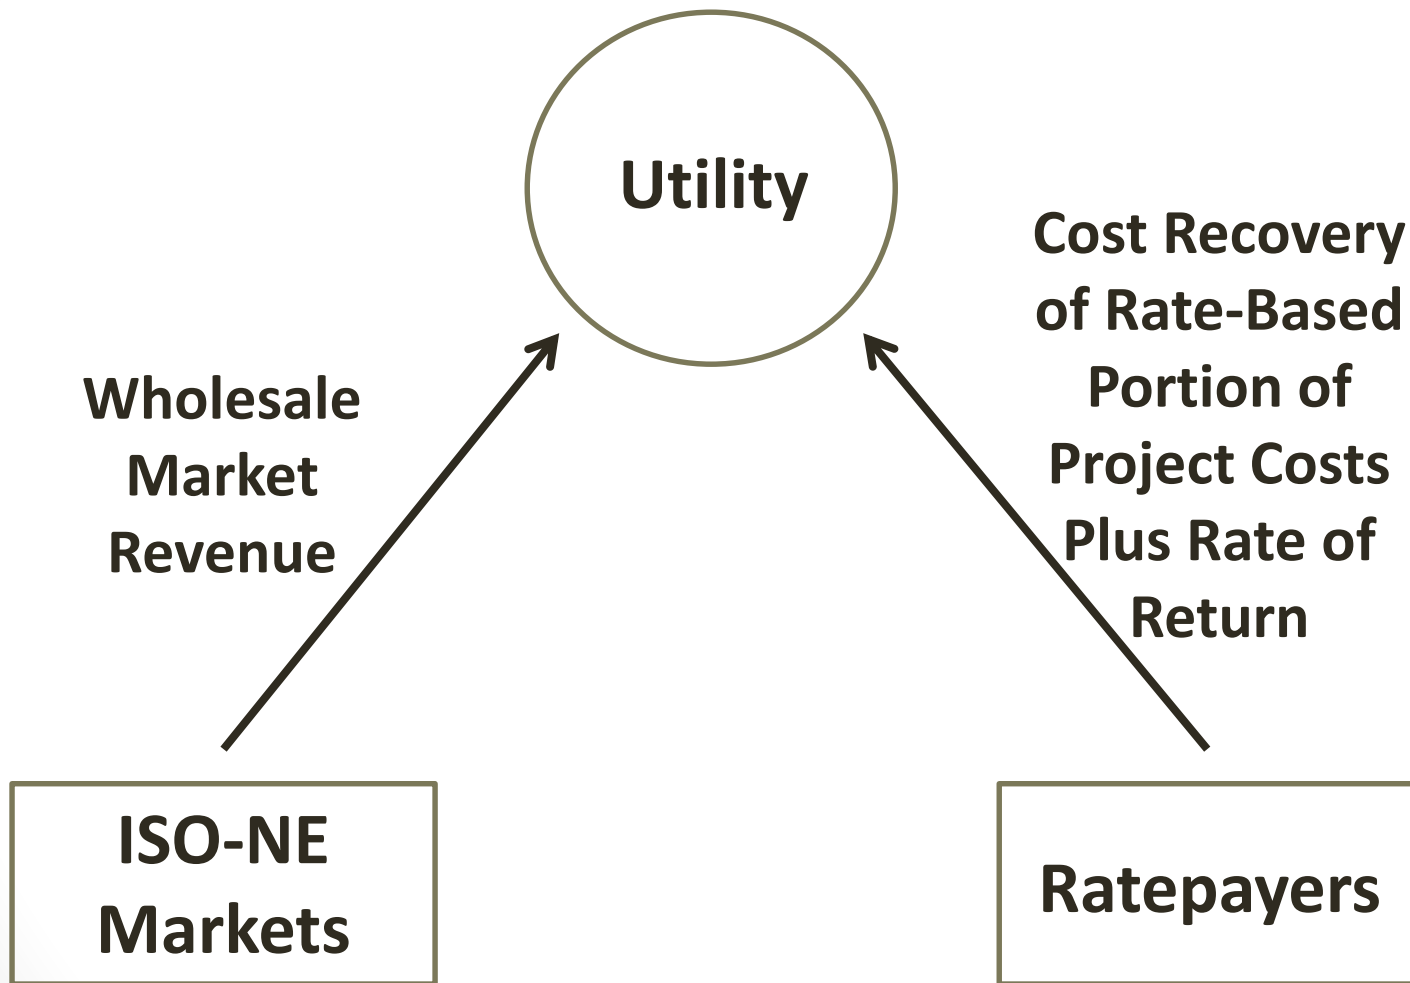 Utility
Wholesale
Market
Revenue
Cost Recovery
of Rate-Based
Portion of
Project Costs
Plus Rate of
Return
ISO-NE
Markets
Ratepayers